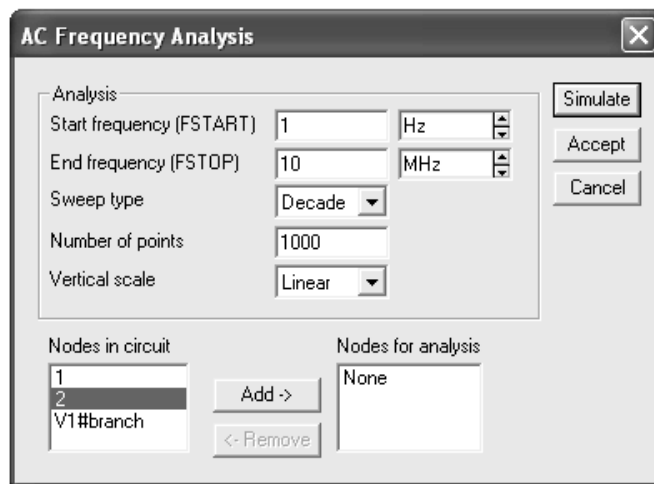 AC Frequency Analysis
Analysis
Start frequency (FSTART) 1 Hz
End frequency (FSTOP) 10 MHz
Sweep type Decade
Number of points 1000
Vertical scale Linear
Simulate
Accept
Cancel
Nodes in circuit
1
2
V1#branch
Add ->
<- Remove
Nodes for analysis
None